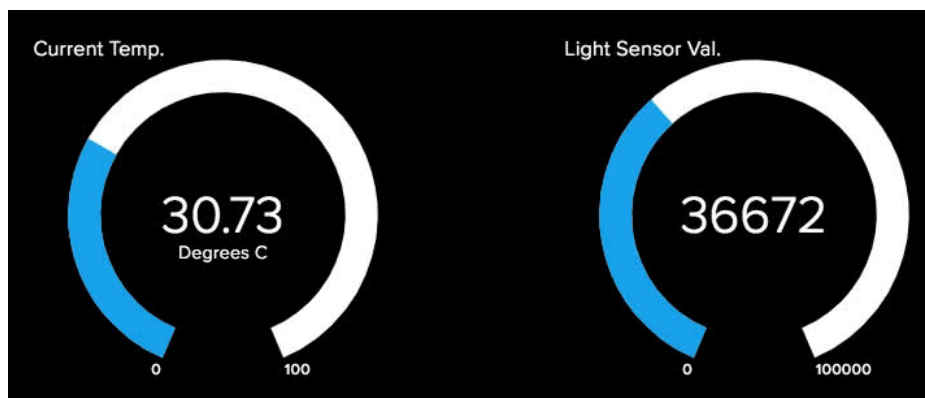 Current Temp.
30.73
Degrees C
0
100
Light Sensor Val.
36672
0
100000